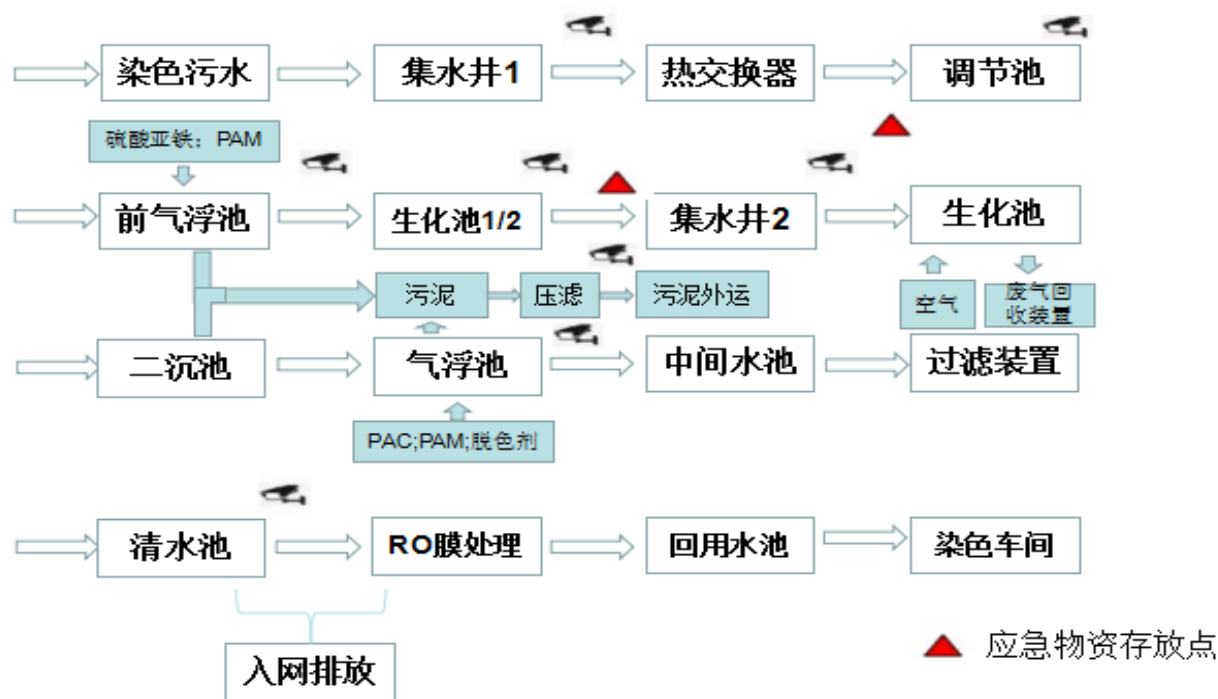 染色污水
集水井1
热交换器
调节池
硫酸亚铁；PAM
前气浮池
生化池1/2
集水井2
生化池
污泥
压滤
污泥外运
空气
废气回
收装置
二沉池
气浮池
中间水池
过滤装置
PAC;PAM;脱色剂
清水池
RO膜处理
回用水池
染色车间
入网排放
应急物资存放点